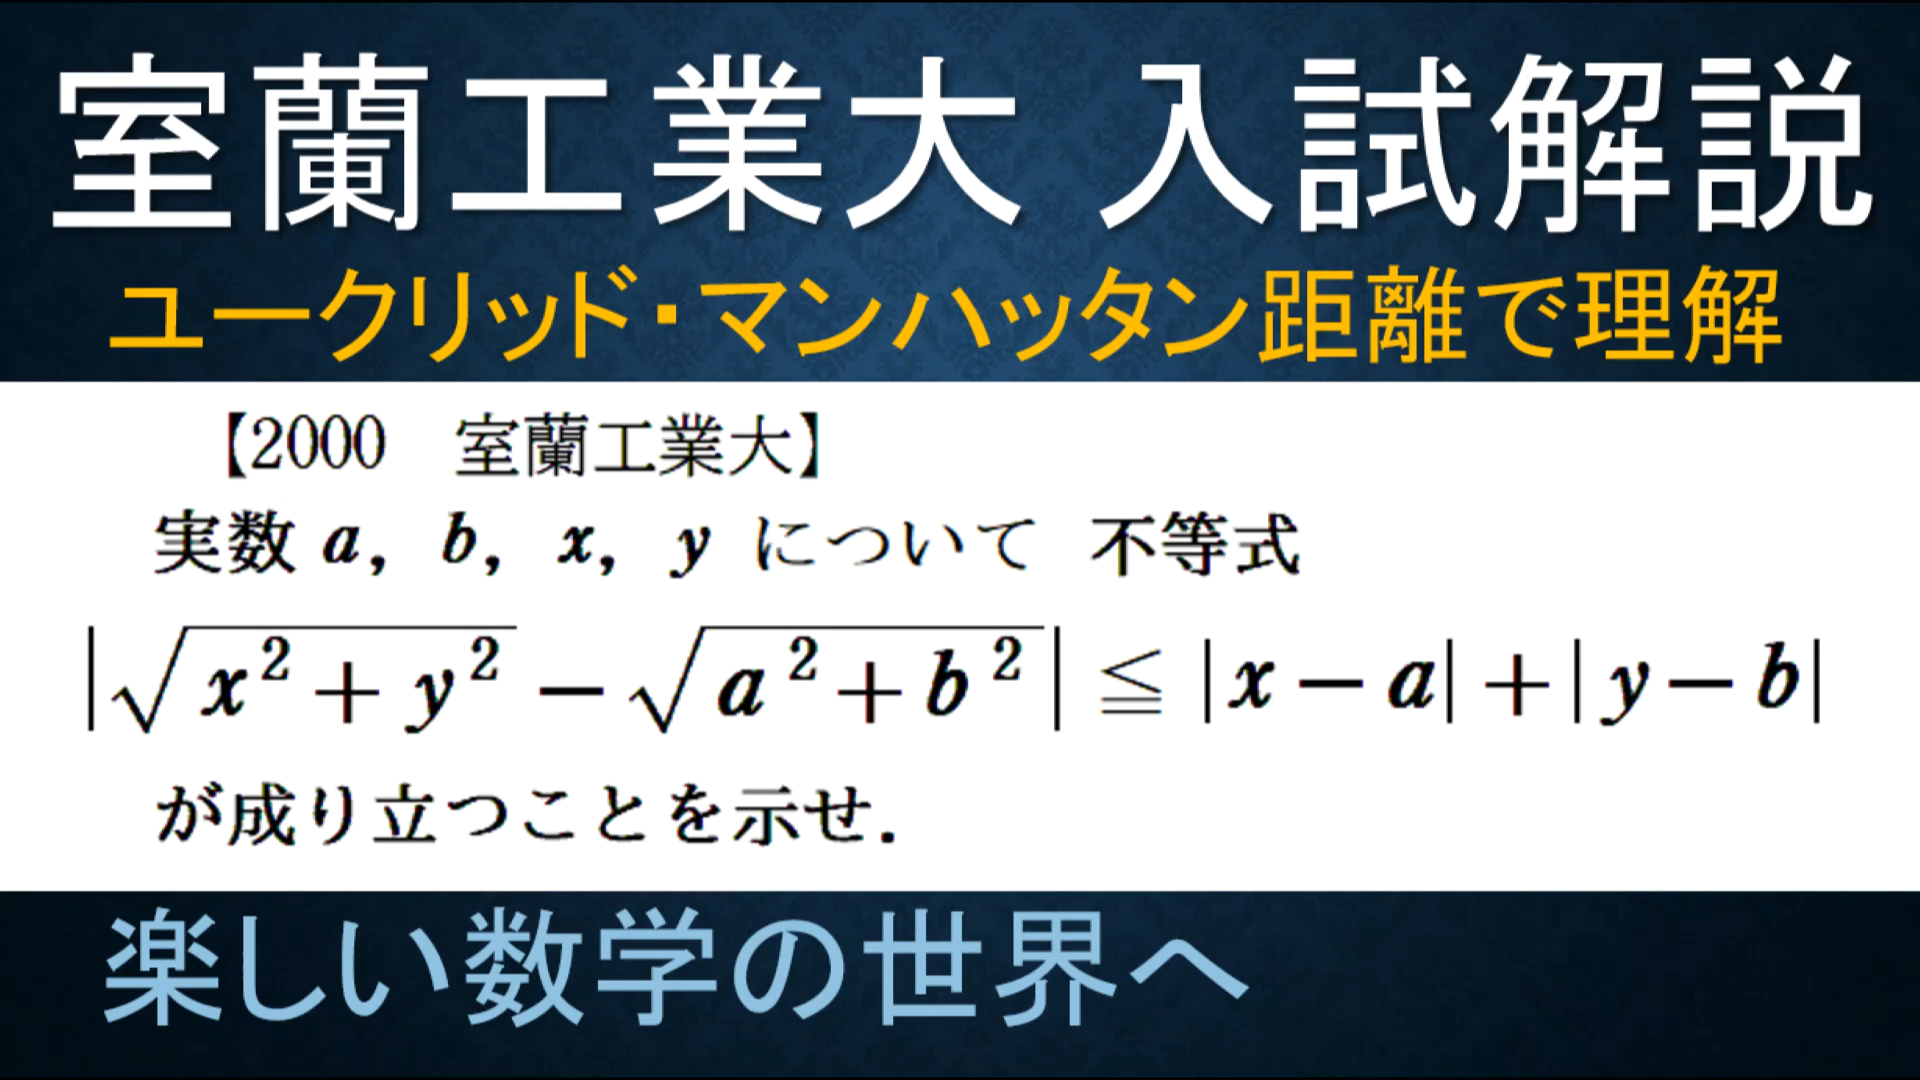 室蘭工業大 入試解説
ユークリッド・マンハッタン距離で理解
【2000　室蘭工業大】
実数 a, b, x, y について 不等式
|√(x²+y²) − √(a²+b²)| ≦ |x−a|+|y−b|
が成り立つことを示せ.
楽しい数学の世界へ